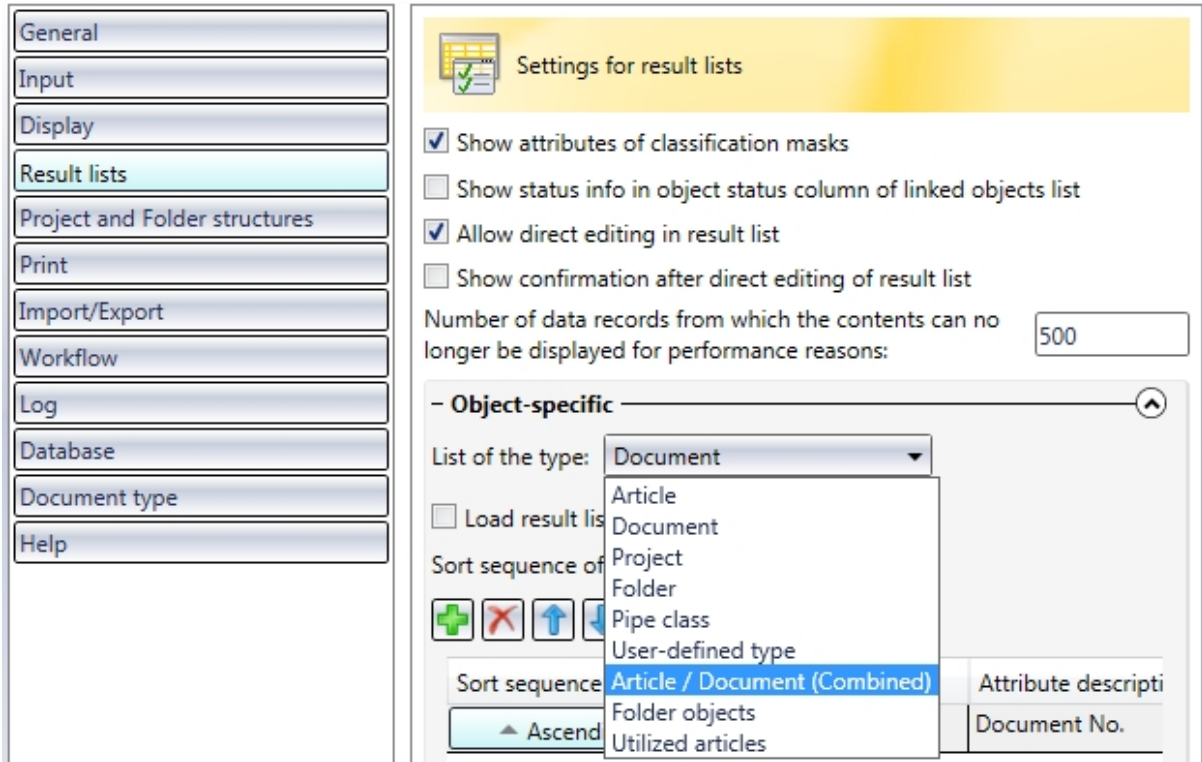 General
Input
Display
Result lists
Project and Folder structures
Print
Import/Export
Workflow
Log
Database
Document type
Help
Settings for result lists
Show attributes of classification masks
Show status info in object status column of linked objects list
Allow direct editing in result list
Show confirmation after direct editing of result list
Number of data records from which the contents can no
longer be displayed for performance reasons:
500
Object-specific
List of the type: Document
Article
Load result lis
Document
Project
Sort sequence of
Folder
Pipe class
User-defined type
Sort sequence Article / Document (Combined) Attribute descripti
Folder objects
Ascendi Document No.
Utilized articles